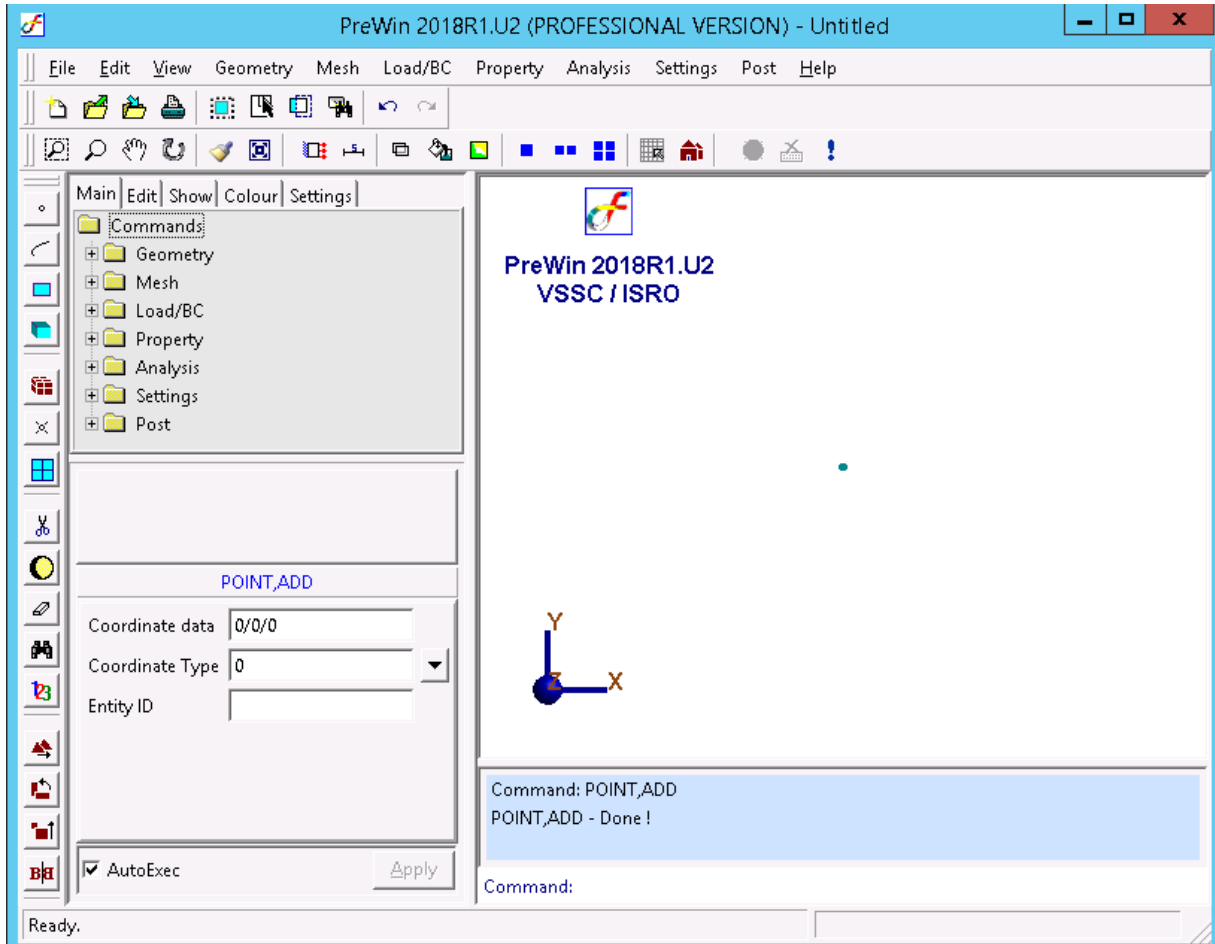 PreWin 2018R1.U2 (PROFESSIONAL VERSION) - Untitled
File Edit View Geometry Mesh Load/BC Property Analysis Settings Post Help
Main Edit Show Colour Settings
Commands
Geometry
Mesh
Load/BC
Property
Analysis
Settings
Post
PreWin 2018R1.U2
VSSC / ISRO
POINT,ADD
Coordinate data 0/0/0
Coordinate Type 0
Entity ID
Y
Z X
123
Command: POINT,ADD
POINT,ADD - Done !
AutoExec Apply
Command:
Ready.